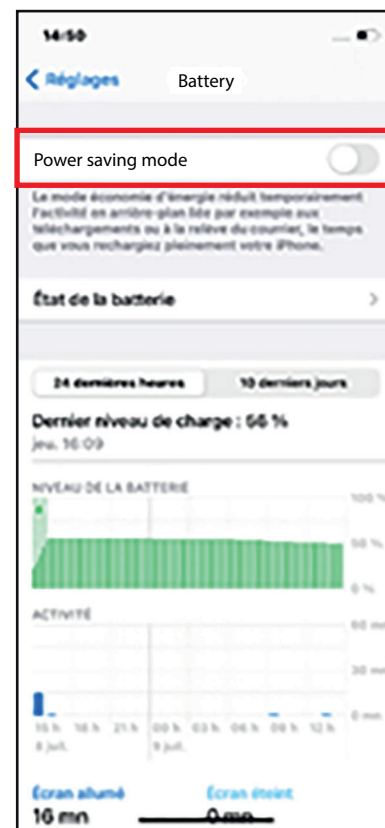 14:50
Réglages
Battery
Power saving mode
Le mode économie d'énergie réduit temporairement
l'activité en arrière-plan liée par exemple aux
téléchargements ou à la relève du courrier, le temps
que vous rechargiez pleinement votre iPhone.
État de la batterie
24 dernières heures
10 derniers jours
Dernier niveau de charge : 56 %
jeu. 16:09
NIVEAU DE LA BATTERIE
100 %
50 %
0 %
ACTIVITÉ
60 mn
30 mn
0 mn
15 h 18 h 21 h 00 h 03 h 06 h 09 h 12 h
8 juil. 9 juil.
Écran allumé
Écran éteint
16 mn
0 mn